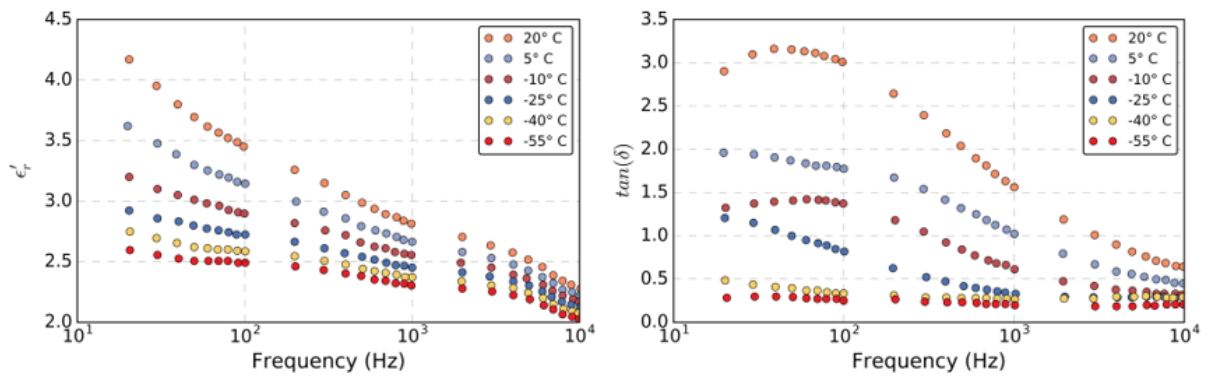 4.5
4.0
3.5
3.0
2.5
2.0
ϵ′ᵣ
10¹
10²
10³
10⁴
Frequency (Hz)
20° C
5° C
-10° C
-25° C
-40° C
-55° C
3.5
3.0
2.5
2.0
1.5
1.0
0.5
0.0
tan(δ)
10¹
10²
10³
10⁴
Frequency (Hz)
20° C
5° C
-10° C
-25° C
-40° C
-55° C